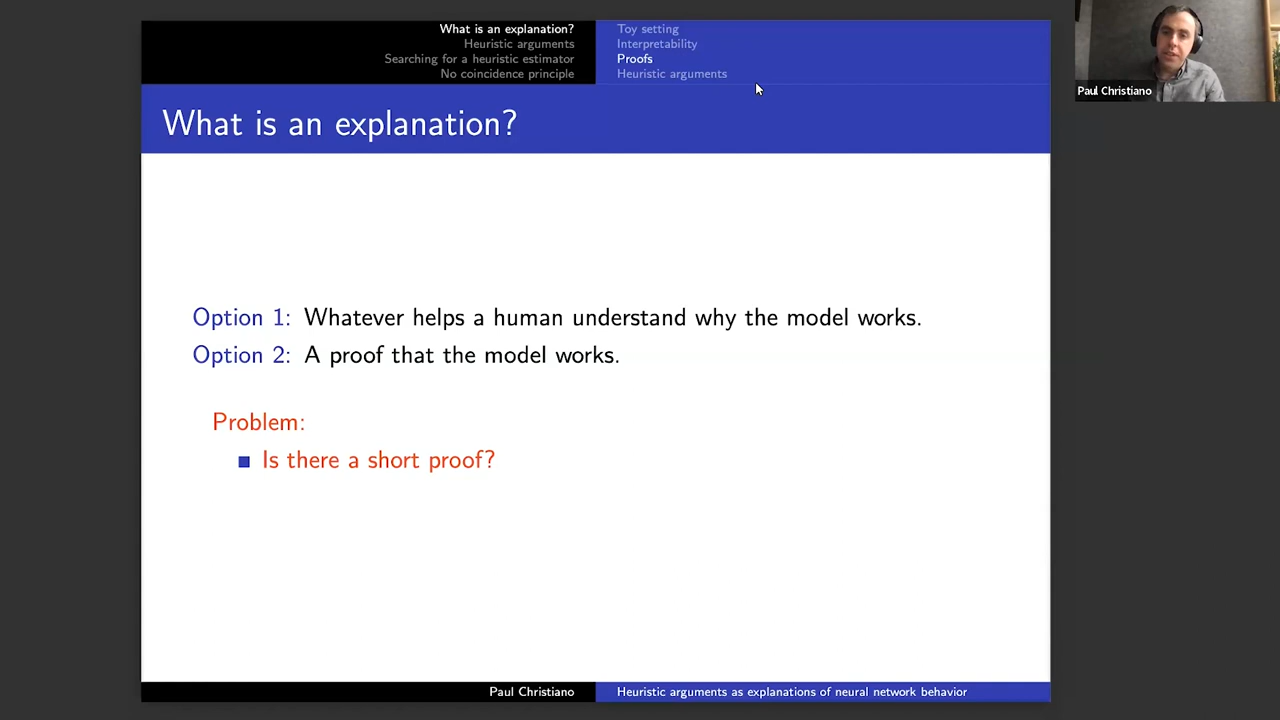 What is an explanation?
Heuristic arguments
Searching for a heuristic estimator
No coincidence principle
Toy setting
Interpretability
Proofs
Heuristic arguments
Paul Christiano
What is an explanation?
Option 1: Whatever helps a human understand why the model works.
Option 2: A proof that the model works.
Problem:
Is there a short proof?
Paul Christiano
Heuristic arguments as explanations of neural network behavior